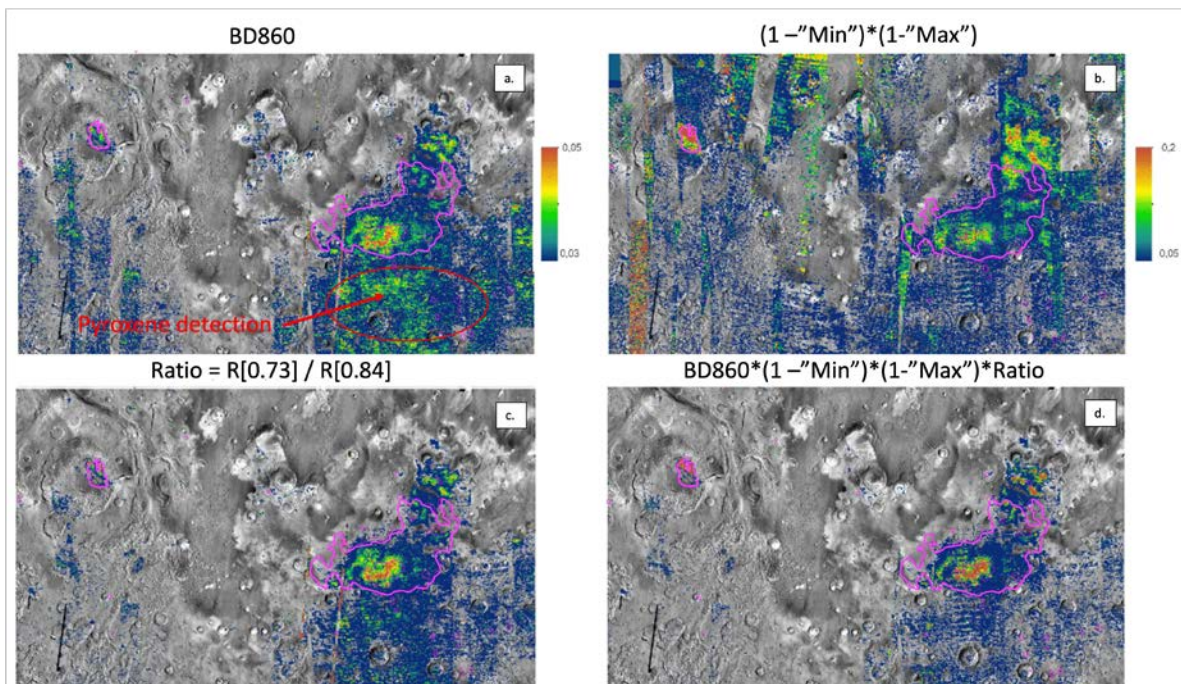 BD860
(1 –”Min”)*(1-”Max”)
a.
b.
0,05
0,03
0,2
0,05
Pyroxene detection
Ratio = R[0.73] / R[0.84]
BD860*(1 –”Min”)*(1-”Max”)*Ratio
c.
d.